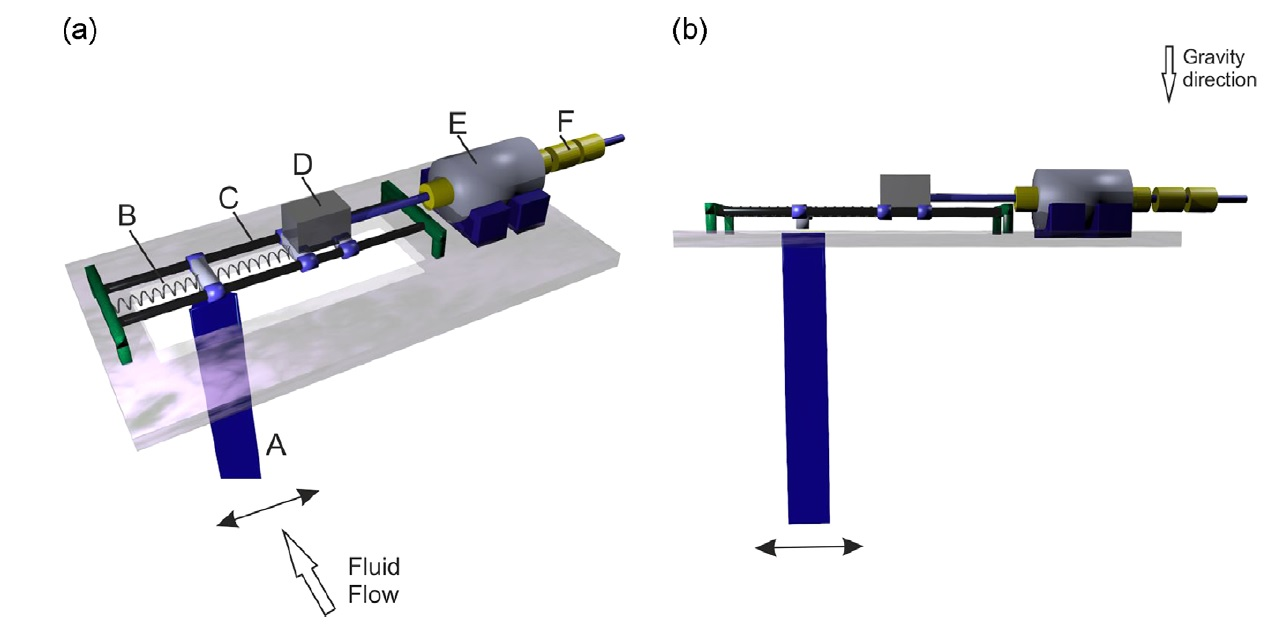 (a)
(b)
Gravity
direction
E
F
D
C
B
A
Fluid
Flow